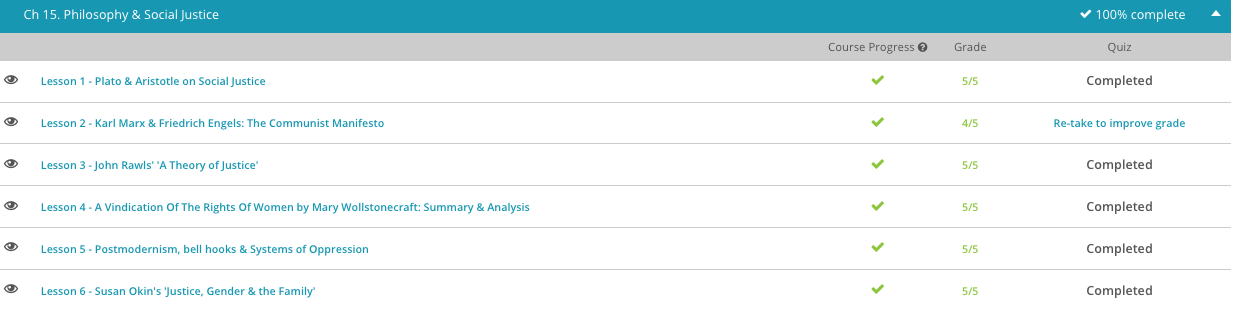 Ch 15. Philosophy & Social Justice 100% complete
Course Progress Grade Quiz
Lesson 1 - Plato & Aristotle on Social Justice 5/5 Completed
Lesson 2 - Karl Marx & Friedrich Engels: The Communist Manifesto 4/5 Re-take to improve grade
Lesson 3 - John Rawls' 'A Theory of Justice' 5/5 Completed
Lesson 4 - A Vindication Of The Rights Of Women by Mary Wollstonecraft: Summary & Analysis 5/5 Completed
Lesson 5 - Postmodernism, bell hooks & Systems of Oppression 5/5 Completed
Lesson 6 - Susan Okin's 'Justice, Gender & the Family' 5/5 Completed